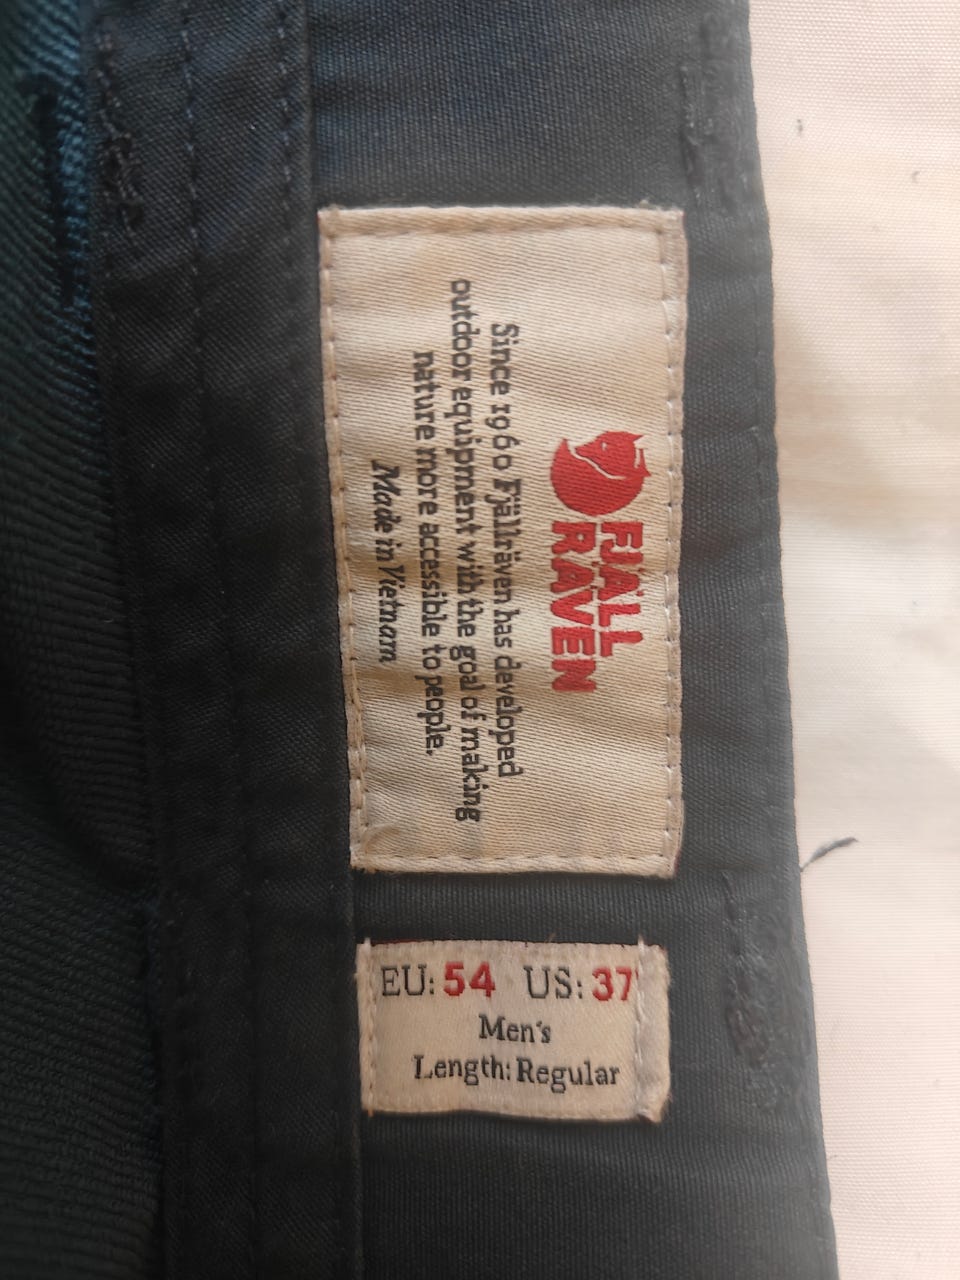 FJÄLL
RÄVEN
Since 1960 Fjällräven has developed
outdoor equipment with the goal of making
nature more accessible to people.
Made in Vietnam
EU: 54 US: 37
Men's
Length: Regular